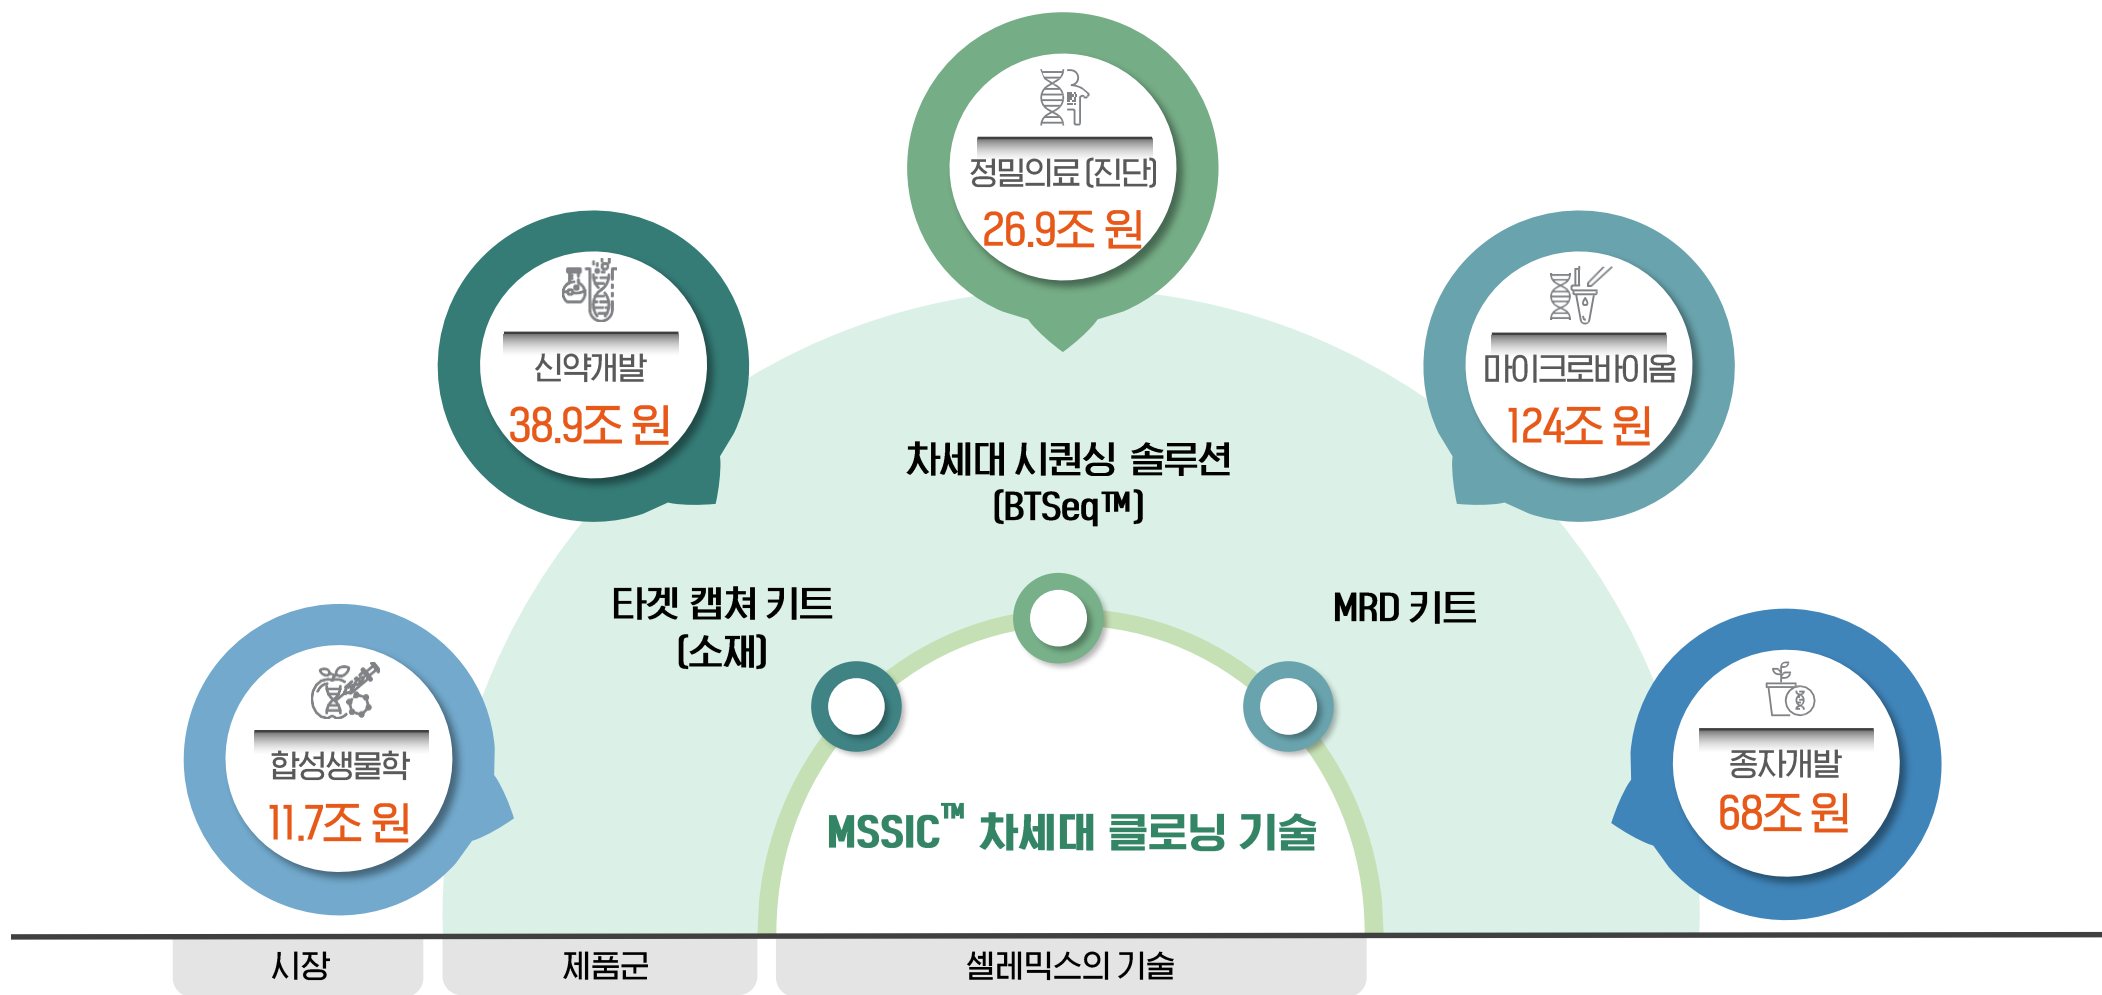 정밀의료 (진단)
26.9조 원
신약개발
38.9조 원
마이크로바이옴
124조 원
차세대 시퀀싱 솔루션
(BTSeq™)
타겟 캡쳐 키트
(소재)
MRD 키트
합성생물학
11.7조 원
종자개발
68조 원
MSSIC™ 차세대 클로닝 기술
시장
제품군
셀레믹스의 기술